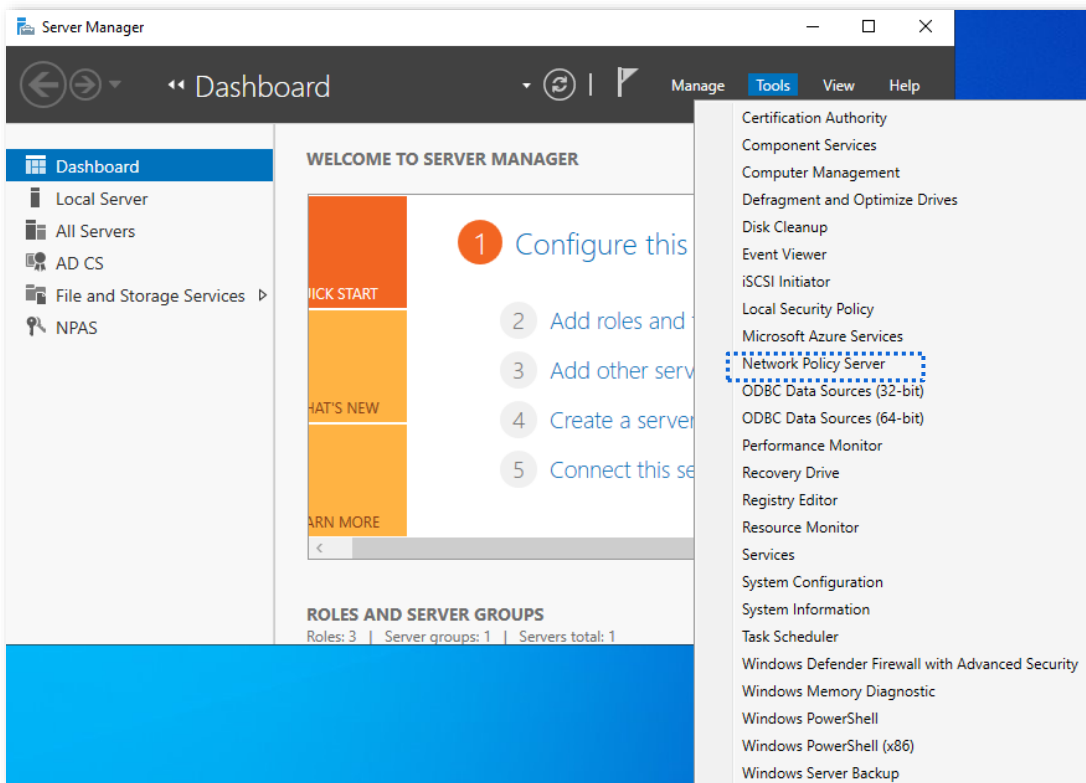 Server Manager
Dashboard
Manage Tools View Help
Dashboard
Local Server
All Servers
AD CS
File and Storage Services
NPAS
WELCOME TO SERVER MANAGER
UICK START
HAT'S NEW
ARN MORE
1 Configure this
2 Add roles and f
3 Add other serv
4 Create a server
5 Connect this se
ROLES AND SERVER GROUPS
Roles: 3 | Server groups: 1 | Servers total: 1
Certification Authority
Component Services
Computer Management
Defragment and Optimize Drives
Disk Cleanup
Event Viewer
iSCSI Initiator
Local Security Policy
Microsoft Azure Services
Network Policy Server
ODBC Data Sources (32-bit)
ODBC Data Sources (64-bit)
Performance Monitor
Recovery Drive
Registry Editor
Resource Monitor
Services
System Configuration
System Information
Task Scheduler
Windows Defender Firewall with Advanced Security
Windows Memory Diagnostic
Windows PowerShell
Windows PowerShell (x86)
Windows Server Backup